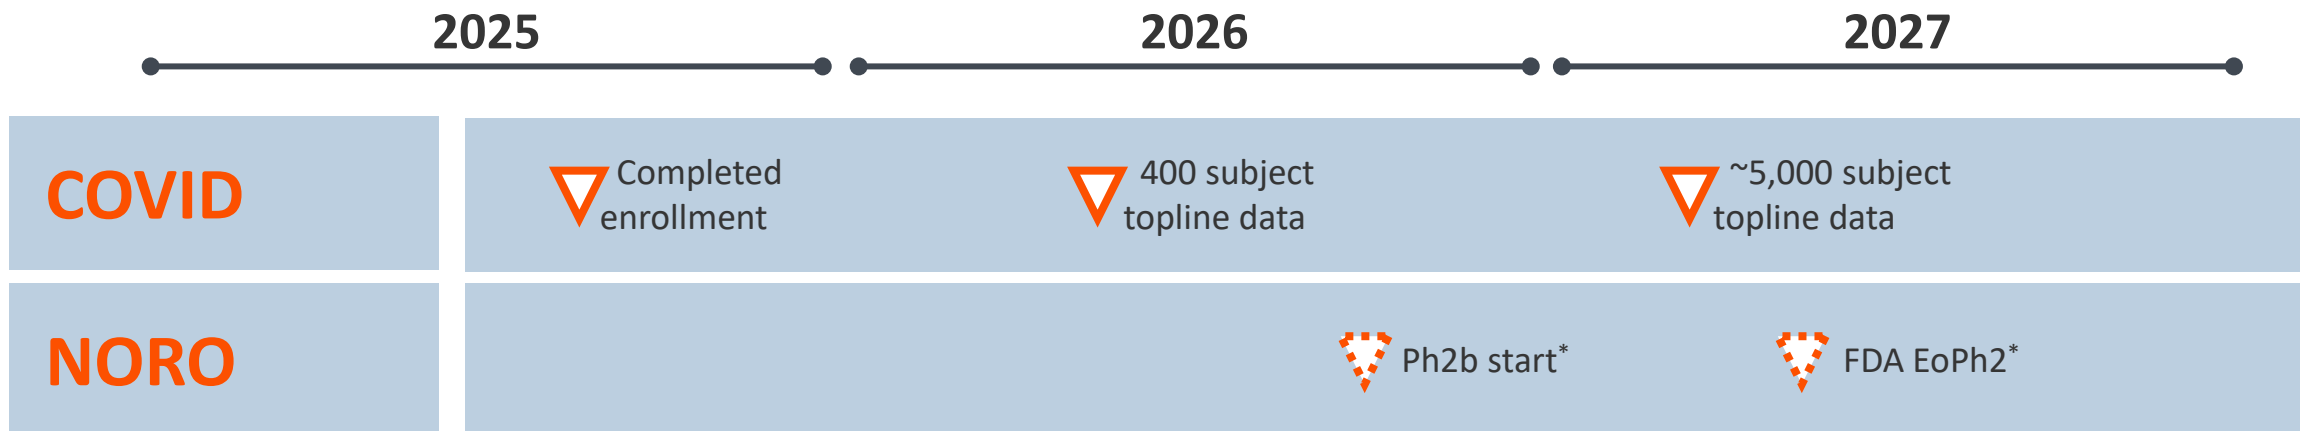 2025
2026
2027
COVID
Completed
enrollment
400 subject
topline data
~5,000 subject
topline data
NORO
Ph2b start*
FDA EoPh2*